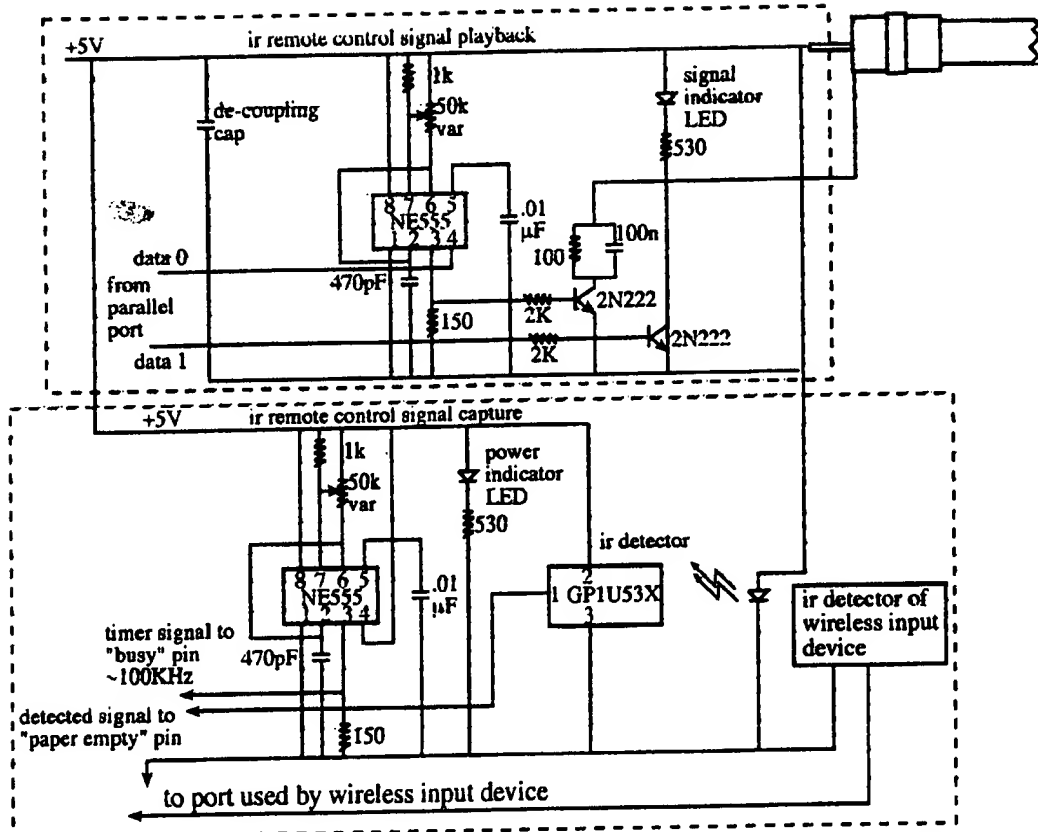 +5V
ir remote control signal playback
1k
50k
var
de-coupling
cap
signal
indicator
LED
530
8 7 6 5
NE555
1 2 3 4
.01
µF
100
100n
data 0
from
parallel
port
data 1
470pF
150
2K
2N222
2K
2N222
+5V
ir remote control signal capture
1k
50k
var
power
indicator
LED
530
8 7 6 5
NE555
1 2 3 4
.01
µF
ir detector
2
1 GP1U53X
3
ir detector of
wireless input
device
timer signal to
"busy" pin
~100KHz
470pF
detected signal to
"paper empty" pin
150
to port used by wireless input device